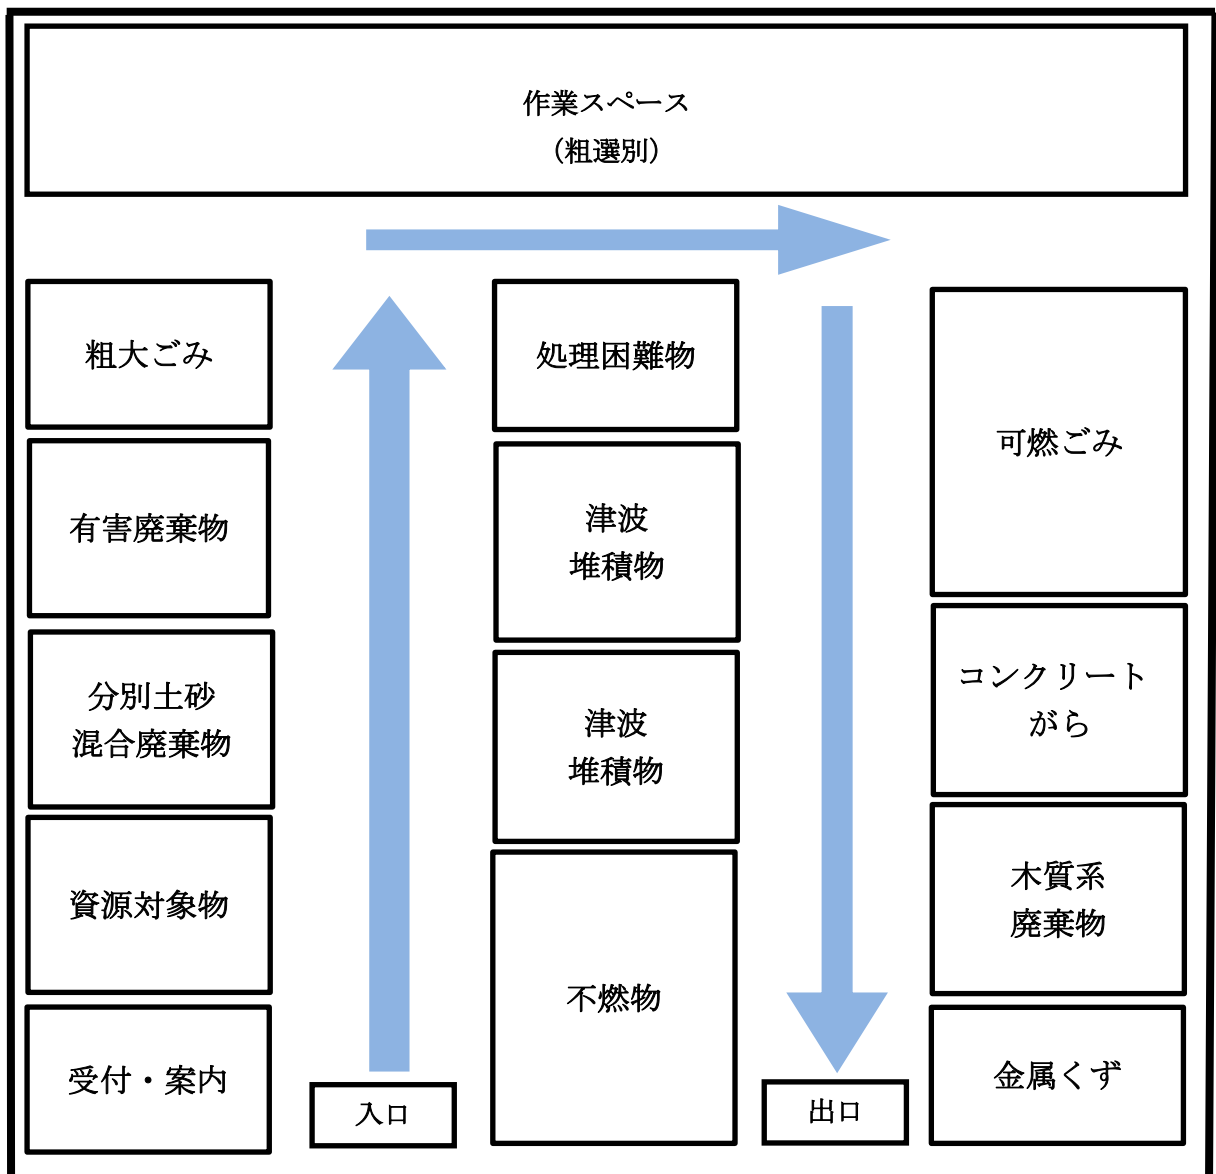 作業スペース
（粗選別）
粗大ごみ
処理困難物
可燃ごみ
有害廃棄物
津波
堆積物
分別土砂
混合廃棄物
津波
堆積物
コンクリート
がら
資源対象物
不燃物
木質系
廃棄物
受付・案内
入口
出口
金属くず